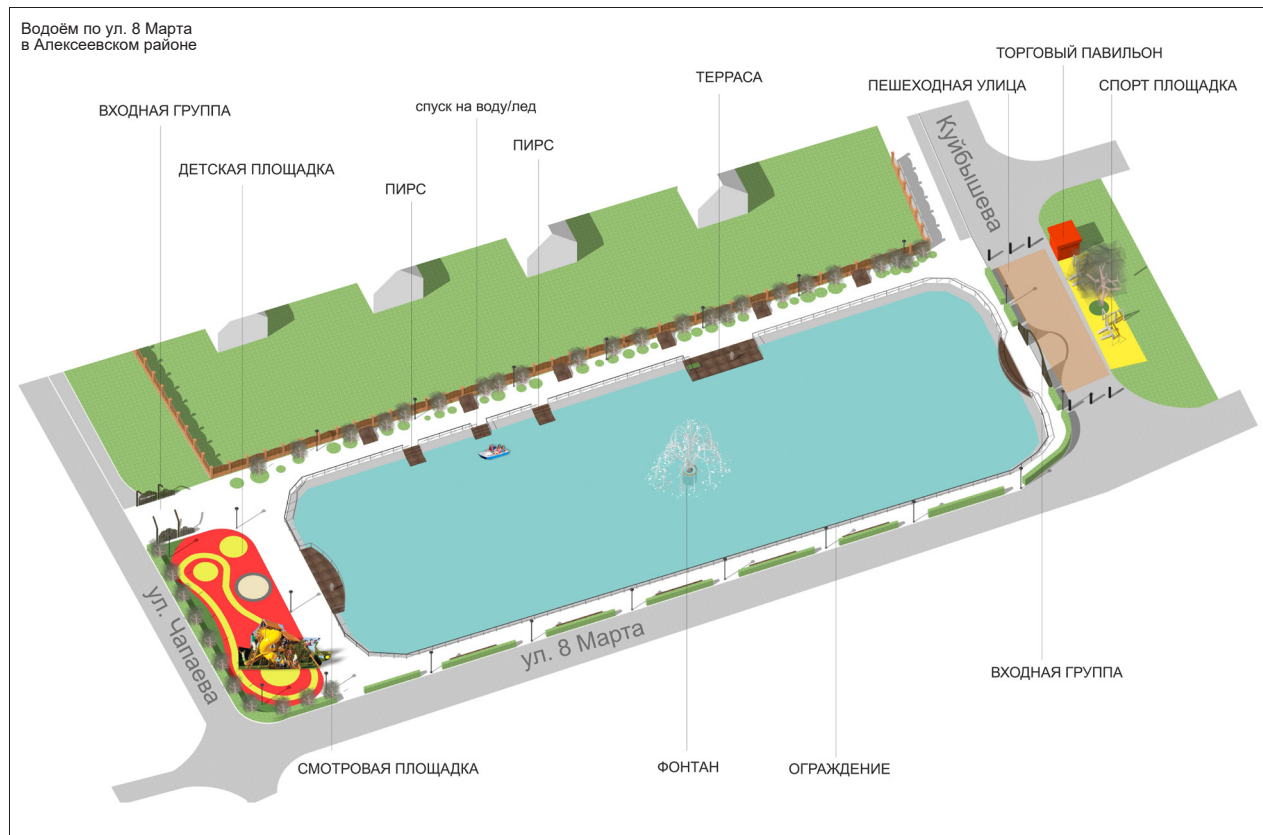 Водоём по ул. 8 Марта
в Алексеевском районе
ТОРГОВЫЙ ПАВИЛЬОН
ТЕРРАСА
ПЕШЕХОДНАЯ УЛИЦА
СПОРТ ПЛОЩАДКА
ВХОДНАЯ ГРУППА
спуск на воду/лед
ПИРС
ДЕТСКАЯ ПЛОЩАДКА
ПИРС
Куйбышева
ул. Чапаева
ул. 8 Марта
ВХОДНАЯ ГРУППА
СМОТРОВАЯ ПЛОЩАДКА
ФОНТАН
ОГРАЖДЕНИЕ